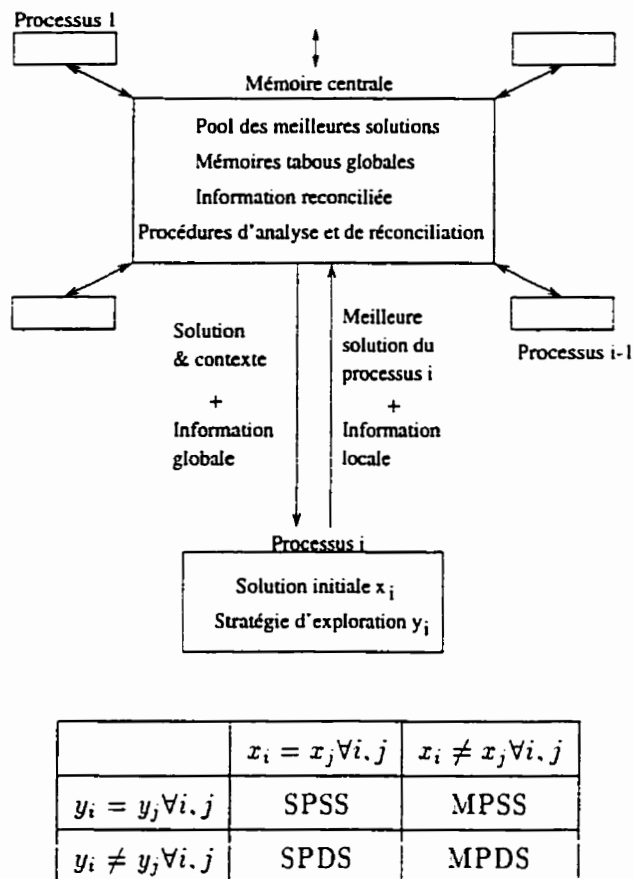 Processus 1
Mémoire centrale
Pool des meilleures solutions
Mémoires tabous globales
Information reconciliée
Procédures d'analyse et de réconciliation
Solution
& contexte
+
Information
globale
Meilleure
solution du
processus i
+
Information
locale
Processus i-1
Processus i
Solution initiale x_i
Stratégie d'exploration y_i
x_i = x_j ∀i, j x_i ≠ x_j ∀i, j
y_i = y_j ∀i, j SPSS MPSS
y_i ≠ y_j ∀i, j SPDS MPDS